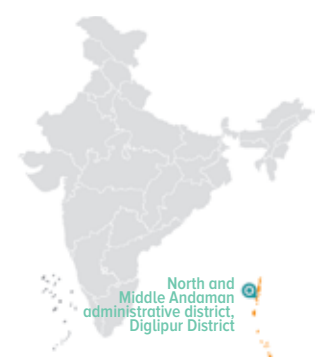 North and
Middle Andaman
administrative district,
Diglipur District